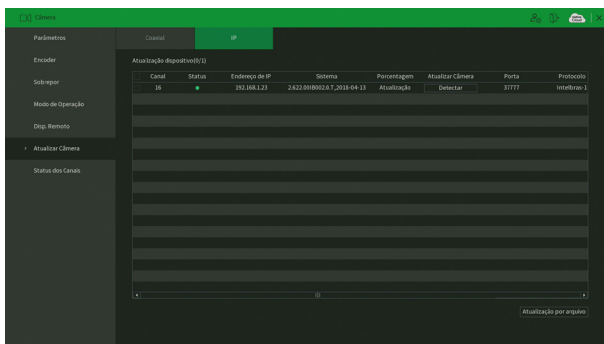 Câmera
Parâmetros
Encoder
Sobrepor
Modo de Operação
Disp. Remoto
Atualizar Câmera
Status dos Canais
Coaxial IP
Atualização dispositivo(0/1)
Canal Status Endereço de IP Sistema Porcentagem Atualizar Câmera Porta Protocolo
16 192.168.1.23 2.622.00IB002.0.T,2018-04-13 Atualização Detectar 37777 Intelbras-1
Atualização por arquivo